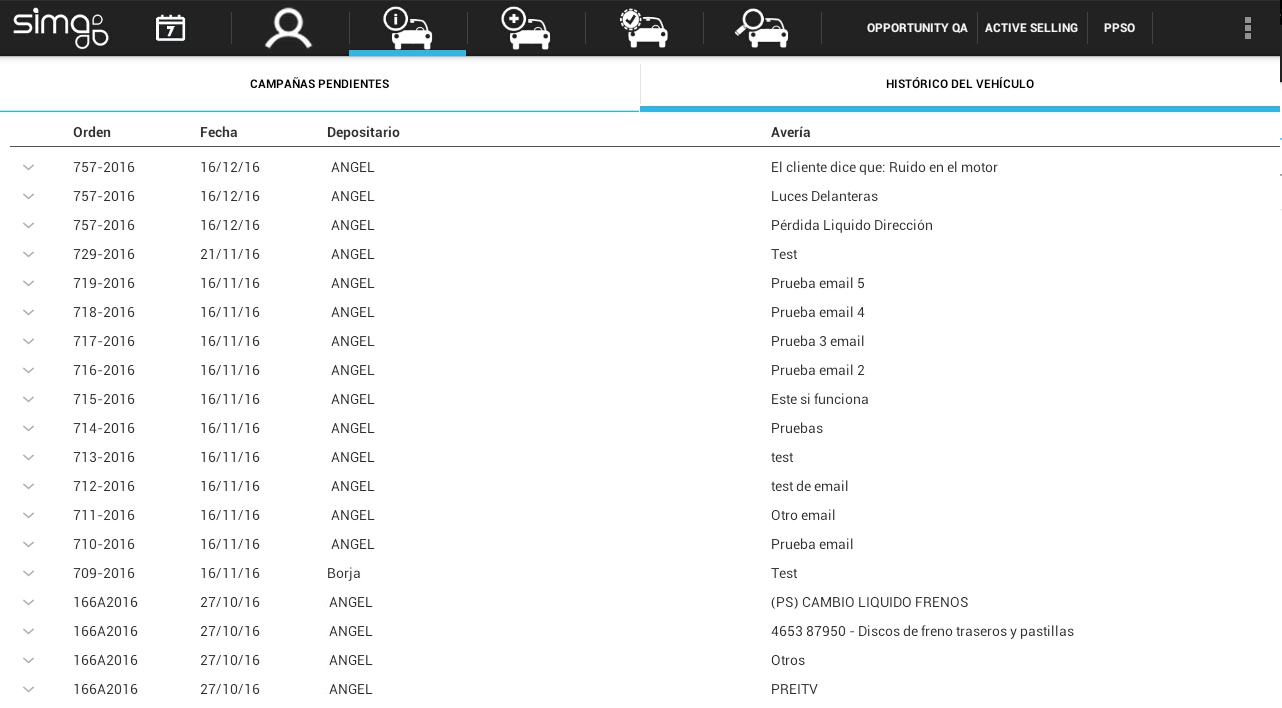 simgo
7
OPPORTUNITY QA ACTIVE SELLING PPSO
CAMPAÑAS PENDIENTES HISTÓRICO DEL VEHÍCULO
Orden Fecha Depositario Avería
757-2016 16/12/16 ANGEL El cliente dice que: Ruido en el motor
757-2016 16/12/16 ANGEL Luces Delanteras
757-2016 16/12/16 ANGEL Pérdida Liquido Dirección
729-2016 21/11/16 ANGEL Test
719-2016 16/11/16 ANGEL Prueba email 5
718-2016 16/11/16 ANGEL Prueba email 4
717-2016 16/11/16 ANGEL Prueba 3 email
716-2016 16/11/16 ANGEL Prueba email 2
715-2016 16/11/16 ANGEL Este si funciona
714-2016 16/11/16 ANGEL Pruebas
713-2016 16/11/16 ANGEL test
712-2016 16/11/16 ANGEL test de email
711-2016 16/11/16 ANGEL Otro email
710-2016 16/11/16 ANGEL Prueba email
709-2016 16/11/16 Borja Test
166A2016 27/10/16 ANGEL (PS) CAMBIO LIQUIDO FRENOS
166A2016 27/10/16 ANGEL 4653 87950 - Discos de freno traseros y pastillas
166A2016 27/10/16 ANGEL Otros
166A2016 27/10/16 ANGEL PREITV